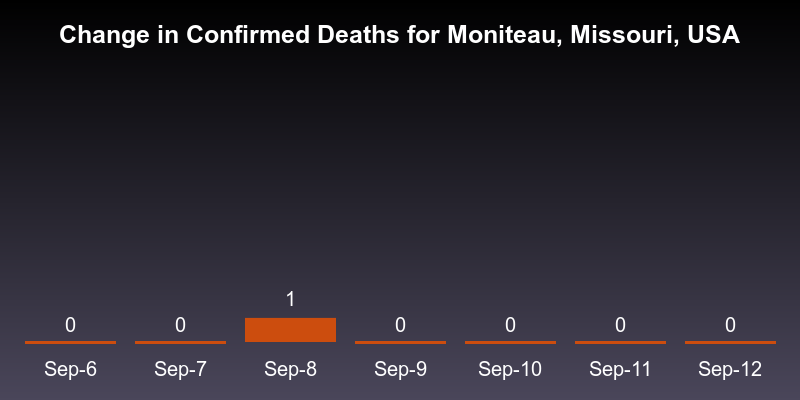 Change in Confirmed Deaths for Moniteau, Missouri, USA
1
0 0 0 0 0 0
Sep-6 Sep-7 Sep-8 Sep-9 Sep-10 Sep-11 Sep-12